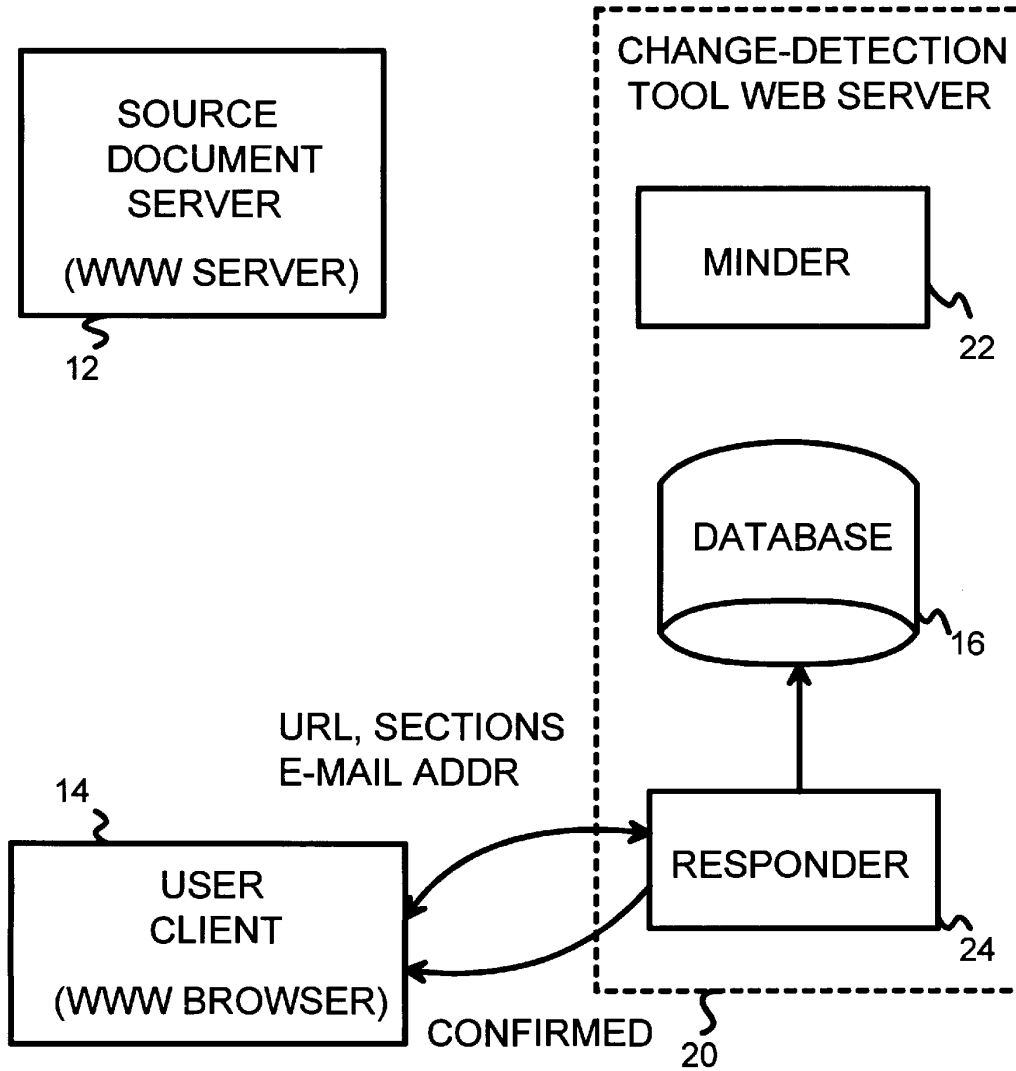 SOURCE
DOCUMENT
SERVER
(WWW SERVER)
12
CHANGE-DETECTION
TOOL WEB SERVER
MINDER
22
DATABASE
16
URL, SECTIONS
E-MAIL ADDR
14
USER
CLIENT
(WWW BROWSER)
RESPONDER
24
CONFIRMED
20